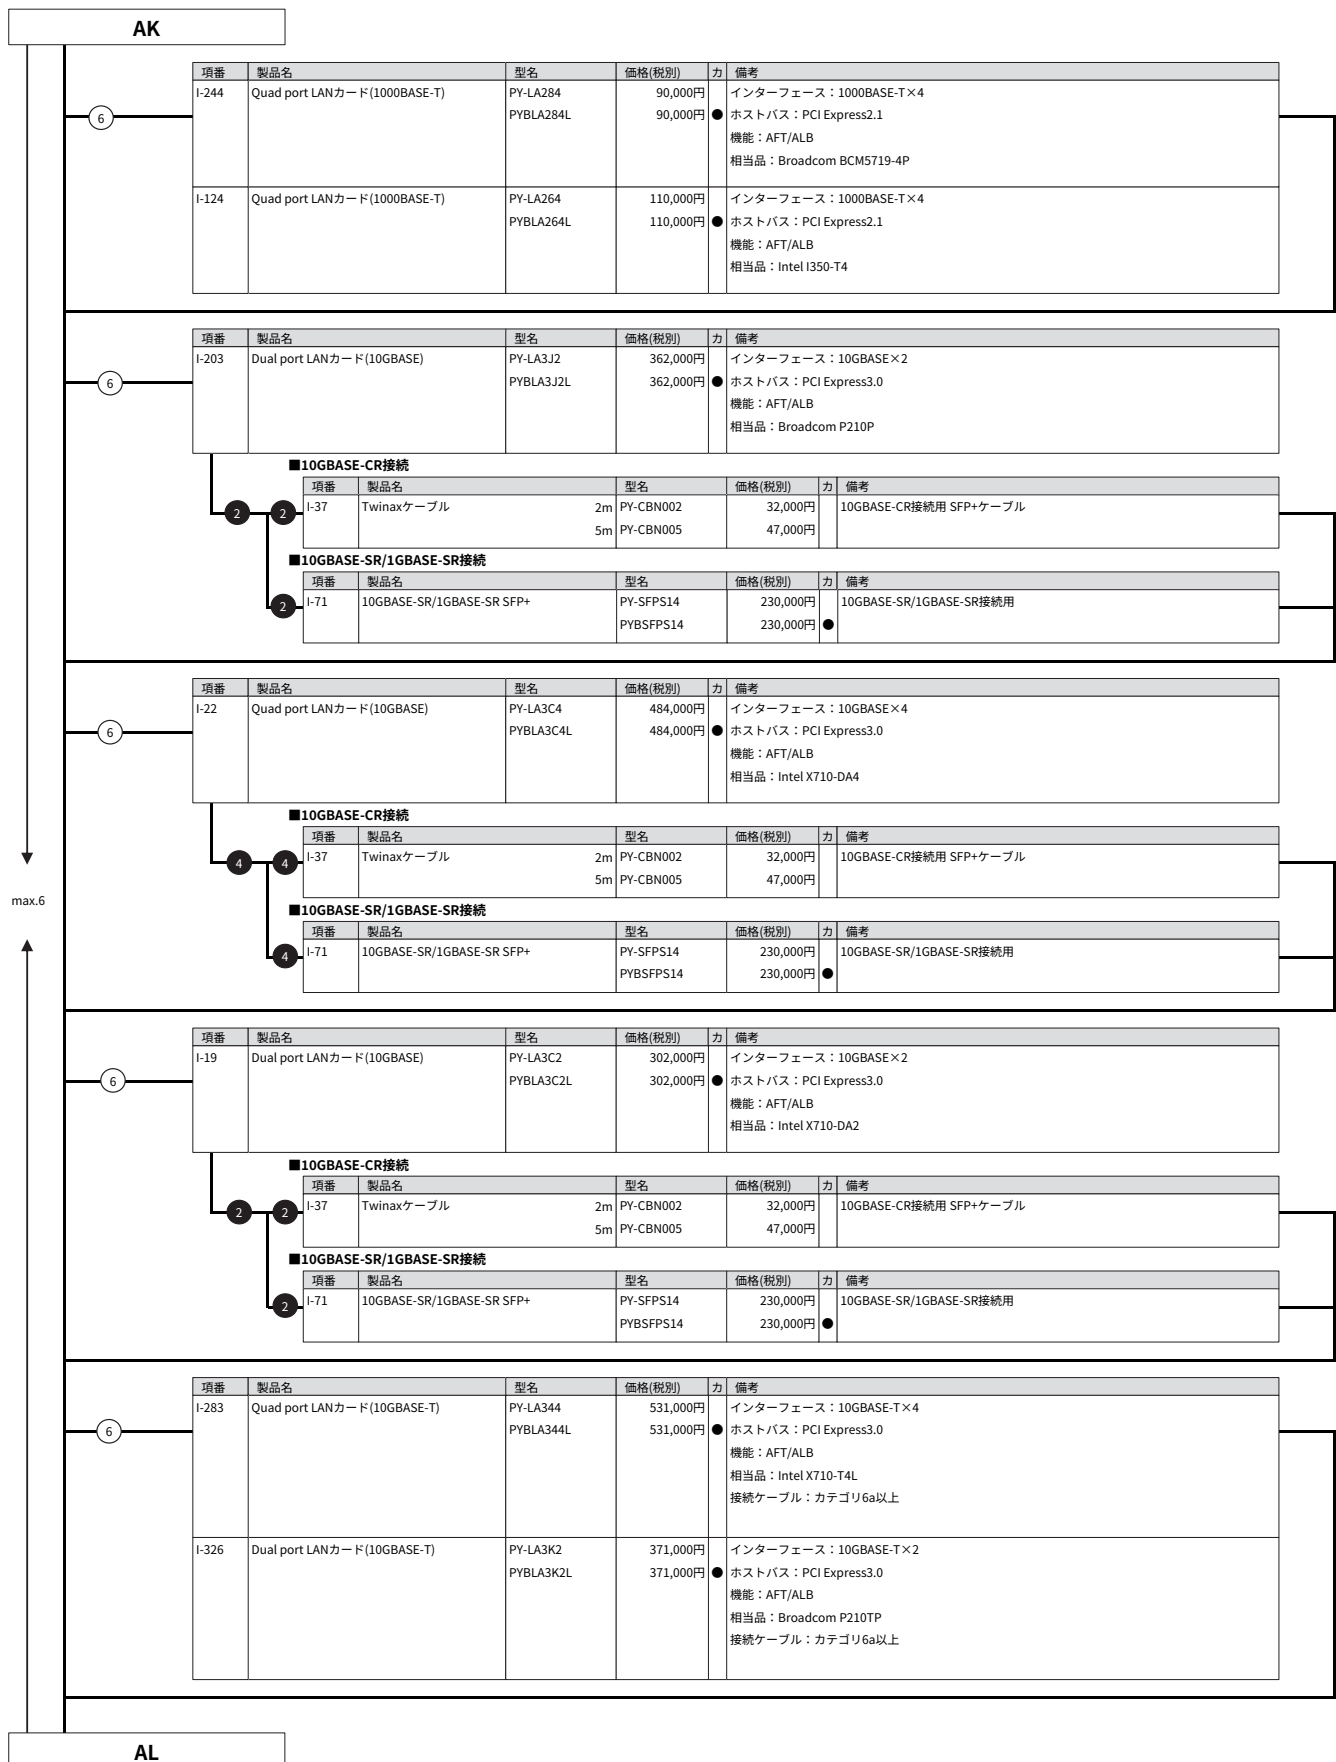 AK
項番 製品名 型名 価格(税別) カ 備考
I-244 Quad port LANカード(1000BASE-T) PY-LA284 90,000円 インターフェース：1000BASE-T×4
6 PYBLA284L 90,000円 ● ホストバス：PCI Express2.1
機能：AFT/ALB
相当品：Broadcom BCM5719-4P
I-124 Quad port LANカード(1000BASE-T) PY-LA264 110,000円 インターフェース：1000BASE-T×4
PYBLA264L 110,000円 ● ホストバス：PCI Express2.1
機能：AFT/ALB
相当品：Intel I350-T4
項番 製品名 型名 価格(税別) カ 備考
I-203 Dual port LANカード(10GBASE) PY-LA3J2 362,000円 インターフェース：10GBASE×2
6 PYBLA3J2L 362,000円 ● ホストバス：PCI Express3.0
機能：AFT/ALB
相当品：Broadcom P210P
■10GBASE-CR接続
項番 製品名 型名 価格(税別) カ 備考
2 2 I-37 Twinaxケーブル 2m PY-CBN002 32,000円 10GBASE-CR接続用 SFP+ケーブル
5m PY-CBN005 47,000円
■10GBASE-SR/1GBASE-SR接続
項番 製品名 型名 価格(税別) カ 備考
2 I-71 10GBASE-SR/1GBASE-SR SFP+ PY-SFPS14 230,000円 10GBASE-SR/1GBASE-SR接続用
PYBSFPS14 230,000円 ●
項番 製品名 型名 価格(税別) カ 備考
I-22 Quad port LANカード(10GBASE) PY-LA3C4 484,000円 インターフェース：10GBASE×4
6 PYBLA3C4L 484,000円 ● ホストバス：PCI Express3.0
機能：AFT/ALB
相当品：Intel X710-DA4
■10GBASE-CR接続
項番 製品名 型名 価格(税別) カ 備考
4 4 I-37 Twinaxケーブル 2m PY-CBN002 32,000円 10GBASE-CR接続用 SFP+ケーブル
5m PY-CBN005 47,000円
max.6
■10GBASE-SR/1GBASE-SR接続
項番 製品名 型名 価格(税別) カ 備考
4 I-71 10GBASE-SR/1GBASE-SR SFP+ PY-SFPS14 230,000円 10GBASE-SR/1GBASE-SR接続用
PYBSFPS14 230,000円 ●
項番 製品名 型名 価格(税別) カ 備考
I-19 Dual port LANカード(10GBASE) PY-LA3C2 302,000円 インターフェース：10GBASE×2
6 PYBLA3C2L 302,000円 ● ホストバス：PCI Express3.0
機能：AFT/ALB
相当品：Intel X710-DA2
■10GBASE-CR接続
項番 製品名 型名 価格(税別) カ 備考
2 2 I-37 Twinaxケーブル 2m PY-CBN002 32,000円 10GBASE-CR接続用 SFP+ケーブル
5m PY-CBN005 47,000円
■10GBASE-SR/1GBASE-SR接続
項番 製品名 型名 価格(税別) カ 備考
2 I-71 10GBASE-SR/1GBASE-SR SFP+ PY-SFPS14 230,000円 10GBASE-SR/1GBASE-SR接続用
PYBSFPS14 230,000円 ●
項番 製品名 型名 価格(税別) カ 備考
I-283 Quad port LANカード(10GBASE-T) PY-LA344 531,000円 インターフェース：10GBASE-T×4
6 PYBLA344L 531,000円 ● ホストバス：PCI Express3.0
機能：AFT/ALB
相当品：Intel X710-T4L
接続ケーブル：カテゴリ6a以上
I-326 Dual port LANカード(10GBASE-T) PY-LA3K2 371,000円 インターフェース：10GBASE-T×2
PYBLA3K2L 371,000円 ● ホストバス：PCI Express3.0
機能：AFT/ALB
相当品：Broadcom P210TP
接続ケーブル：カテゴリ6a以上
AL